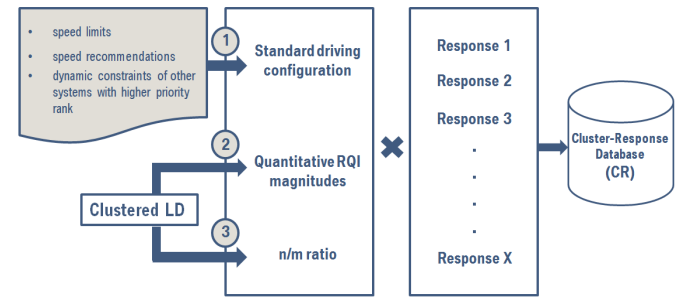 • speed limits
• speed recommendations
• dynamic constraints of other
systems with higher priority
rank
1
Standard driving
configuration
2
Quantitative RQI
magnitudes
Clustered LD
3
n/m ratio
Response 1
Response 2
Response 3
.
.
.
.
Response X
Cluster-Response
Database
(CR)